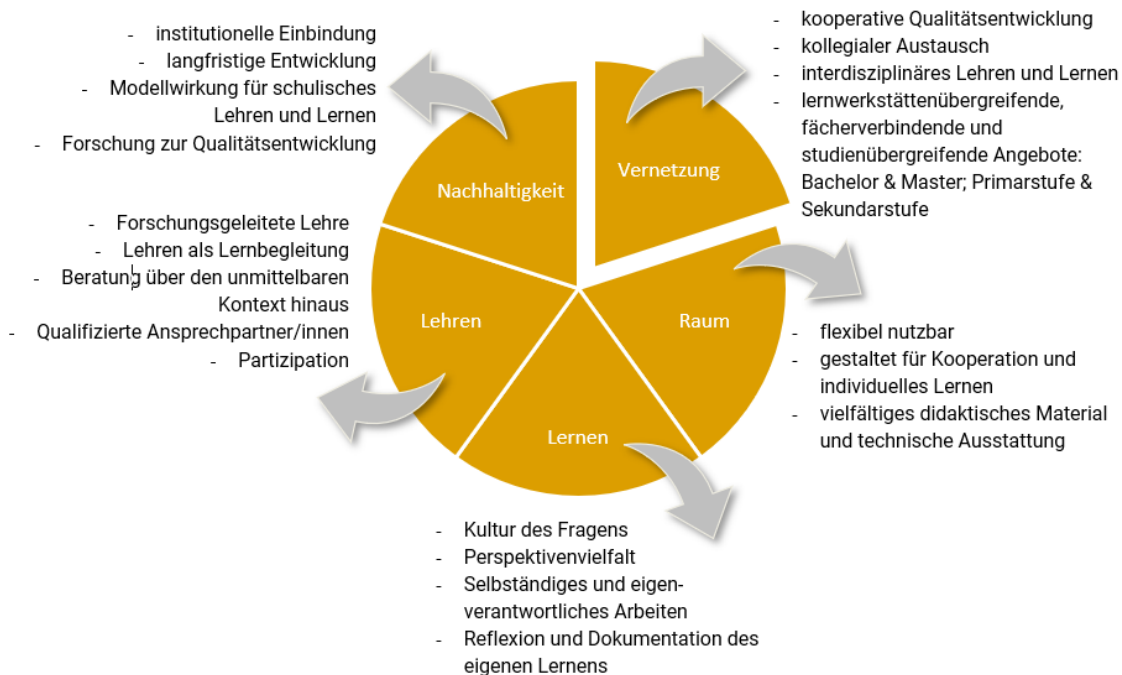 - institutionelle Einbindung
- langfristige Entwicklung
- Modellwirkung für schulisches
Lehren und Lernen
- Forschung zur Qualitätsentwicklung
- kooperative Qualitätsentwicklung
- kollegialer Austausch
- interdisziplinäres Lehren und Lernen
- lernwerkstättenübergreifende,
fächerverbindende und
studienübergreifende Angebote:
Bachelor & Master; Primarstufe &
Sekundarstufe
Nachhaltigkeit
Vernetzung
- Forschungsgeleitete Lehre
- Lehren als Lernbegleitung
- Beratung über den unmittelbaren
Kontext hinaus
- Qualifizierte Ansprechpartner/innen
- Partizipation
Lehren
Raum
- flexibel nutzbar
- gestaltet für Kooperation und
individuelles Lernen
- vielfältiges didaktisches Material
und technische Ausstattung
Lernen
- Kultur des Fragens
- Perspektivenvielfalt
- Selbständiges und eigen-
verantwortliches Arbeiten
- Reflexion und Dokumentation des
eigenen Lernens